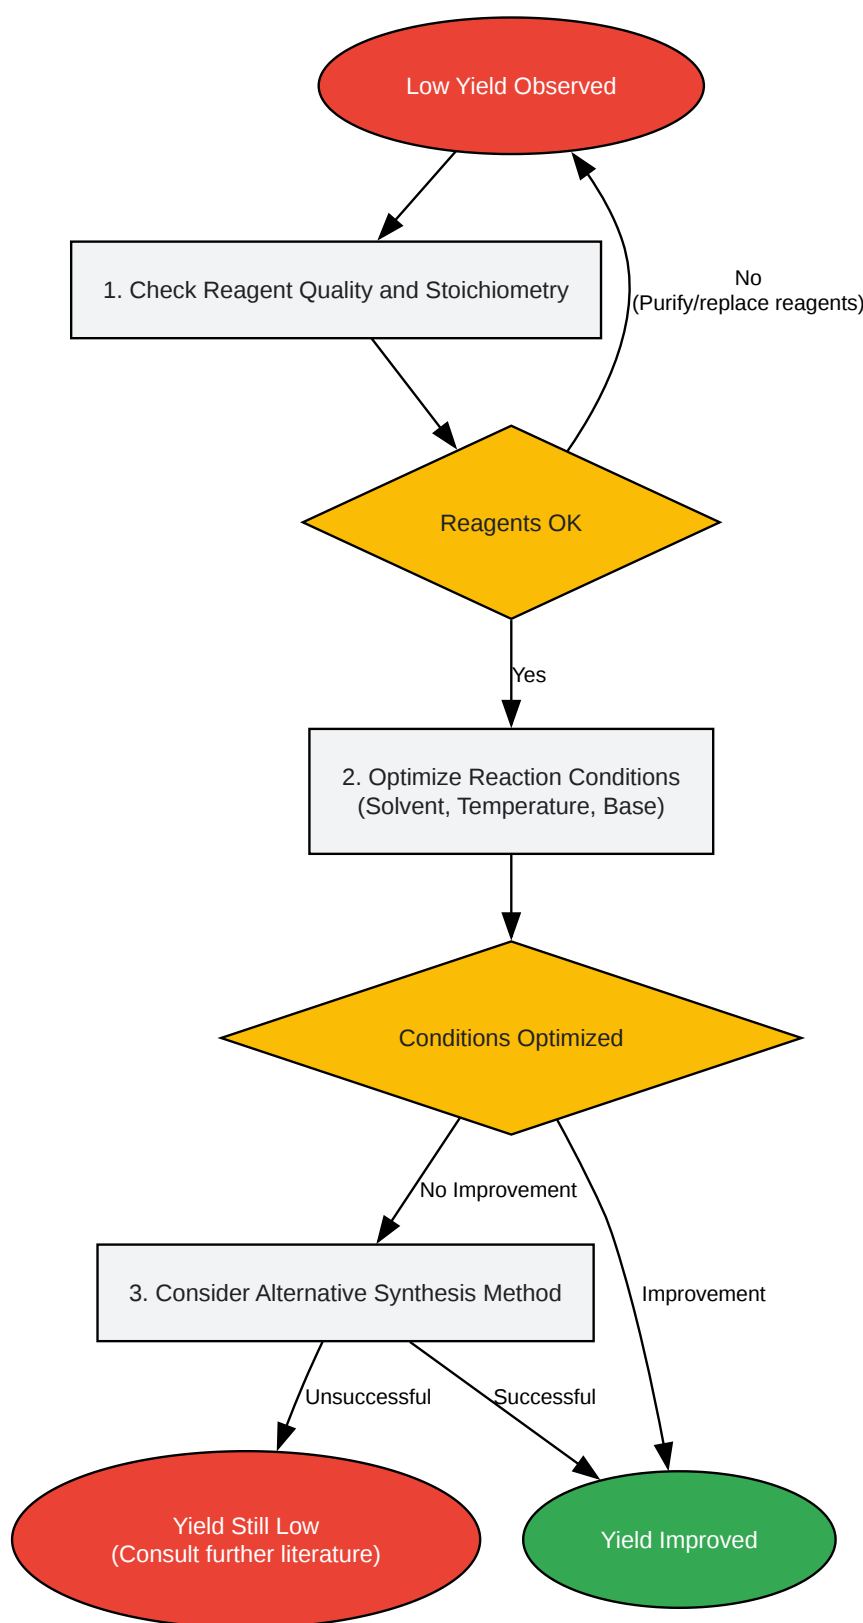 Low Yield Observed
1. Check Reagent Quality and Stoichiometry
No
(Purify/replace reagents)
Reagents OK
Yes
2. Optimize Reaction Conditions
(Solvent, Temperature, Base)
Conditions Optimized
No Improvement
3. Consider Alternative Synthesis Method
Improvement
Unsuccessful
Successful
Yield Still Low
(Consult further literature)
Yield Improved